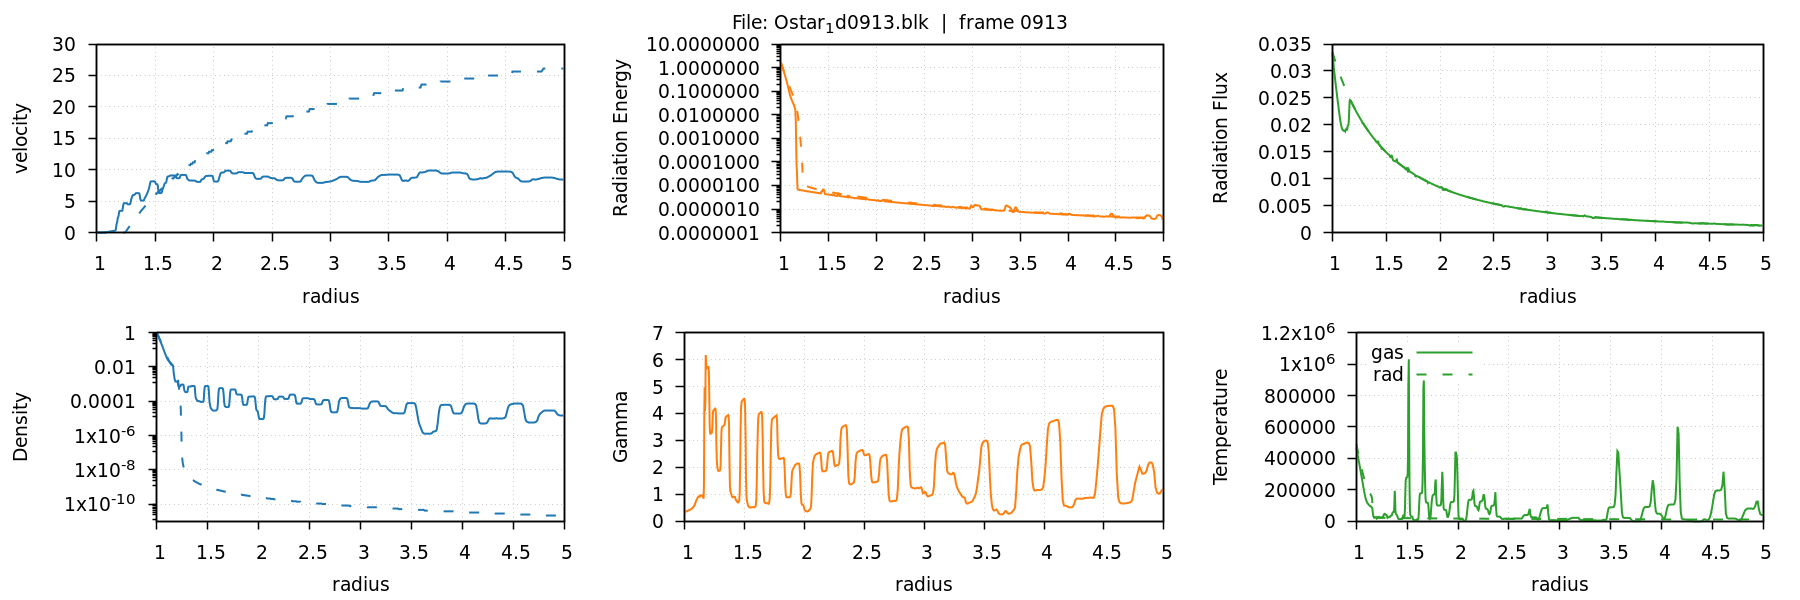 File: Ostar₁d0913.blk | frame 0913
velocity
30
25
20
15
10
5
0
1 1.5 2 2.5 3 3.5 4 4.5 5
radius
Radiation Energy
10.0000000
1.0000000
0.1000000
0.0100000
0.0010000
0.0001000
0.0000100
0.0000010
0.0000001
1 1.5 2 2.5 3 3.5 4 4.5 5
radius
Radiation Flux
0.035
0.03
0.025
0.02
0.015
0.01
0.005
0
1 1.5 2 2.5 3 3.5 4 4.5 5
radius
Density
1
0.01
0.0001
1x10⁻⁶
1x10⁻⁸
1x10⁻¹⁰
1 1.5 2 2.5 3 3.5 4 4.5 5
radius
Gamma
7
6
5
4
3
2
1
0
1 1.5 2 2.5 3 3.5 4 4.5 5
radius
Temperature
1.2x10⁶
1x10⁶
800000
600000
400000
200000
0
gas
rad
1 1.5 2 2.5 3 3.5 4 4.5 5
radius